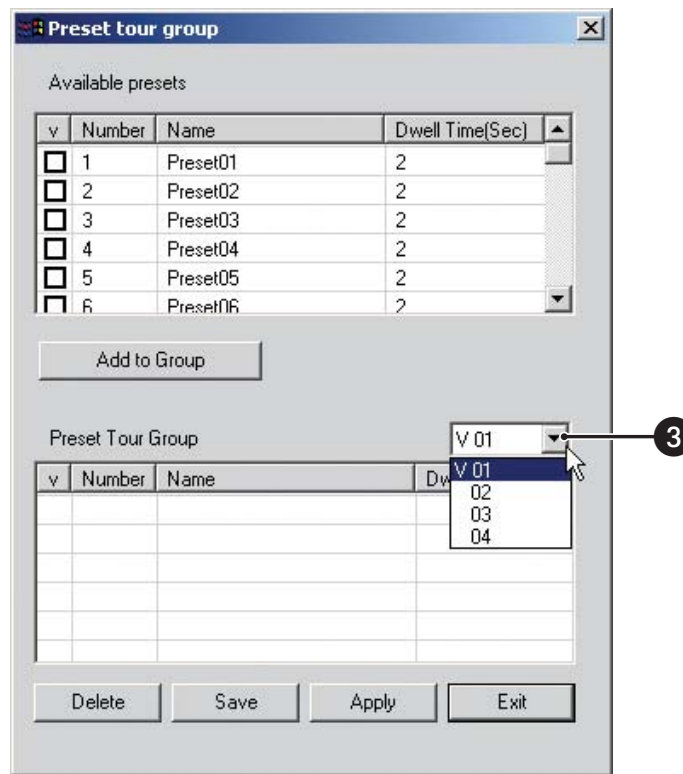 Preset tour group
Available presets
v Number Name Dwell Time(Sec)
1 Preset01 2
2 Preset02 2
3 Preset03 2
4 Preset04 2
5 Preset05 2
6 Preset06 2
Add to Group
Preset Tour Group V 01 3
v Number Name Dw
V 01
02
03
04
Delete Save Apply Exit